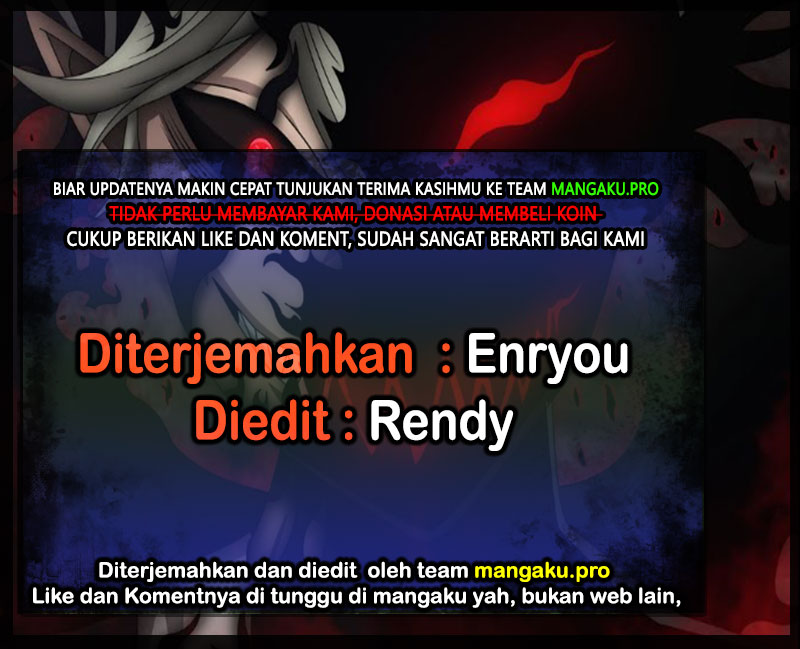 BIAR UPDATENYA MAKIN CEPAT TUNJUKAN TERIMA KASIHMU KE TEAM MANGAKU.PRO
TIDAK PERLU MEMBAYAR KAMI, DONASI ATAU MEMBELI KOIN
CUKUP BERIKAN LIKE DAN KOMENT, SUDAH SANGAT BERARTI BAGI KAMI
Diterjemahkan : Enryou
Diedit : Rendy
Diterjemahkan dan diedit oleh team mangaku.pro
Like dan Komentnya di tunggu di mangaku yah, bukan web lain,